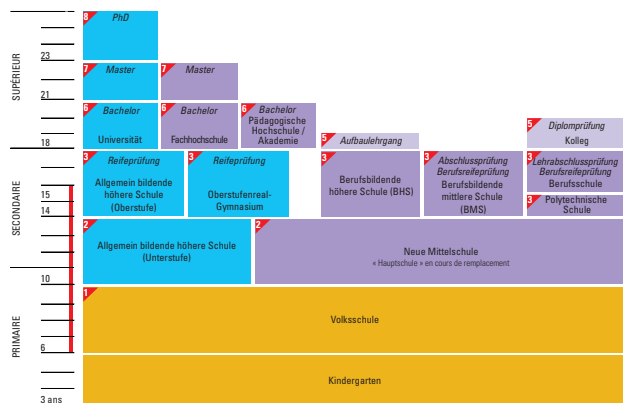 SUPÉRIEUR
SECONDAIRE
PRIMAIRE
23
21
18
15
14
10
6
3 ans
8 PhD
7 Master
7 Master
6 Bachelor
Universität
6 Bachelor
Fachhochschule
6 Bachelor
Pädagogische
Hochschule /
Akademie
5 Aufbaulehrgang
5 Diplomprüfung
Kolleg
3 Reifeprüfung
Allgemein bildende
höhere Schule
(Oberstufe)
3 Reifeprüfung
Oberstufenreal-
Gymnasium
3
Berufsbildende
höhere Schule (BHS)
3 Abschlussprüfung
Berufsreifeprüfung
Berufsbildende
mittlere Schule
(BMS)
3 Lehrabschlussprüfung
Berufsreifeprüfung
Berufsschule
3 Polytechnische
Schule
2
Allgemein bildende höhere Schule
(Unterstufe)
2
Neue Mittelschule
« Hauptschule » en cours de remplacement
1
Volksschule
Kindergarten